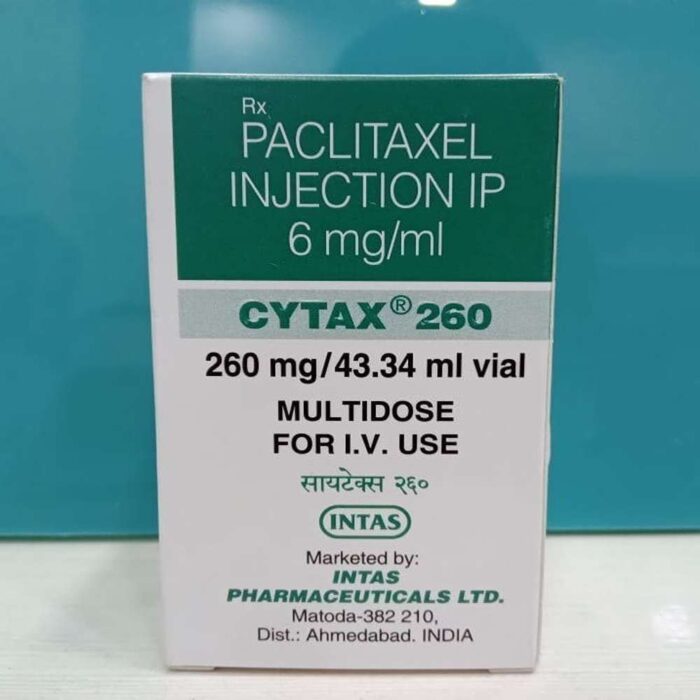 Rx
PACLITAXEL
INJECTION IP
6 mg/ml
CYTAX® 260
260 mg/43.34 ml vial
MULTIDOSE
FOR I.V. USE
सायटेक्स २६०
INTAS
Marketed by:
INTAS
PHARMACEUTICALS LTD.
Matoda-382 210,
Dist.: Ahmedabad. INDIA